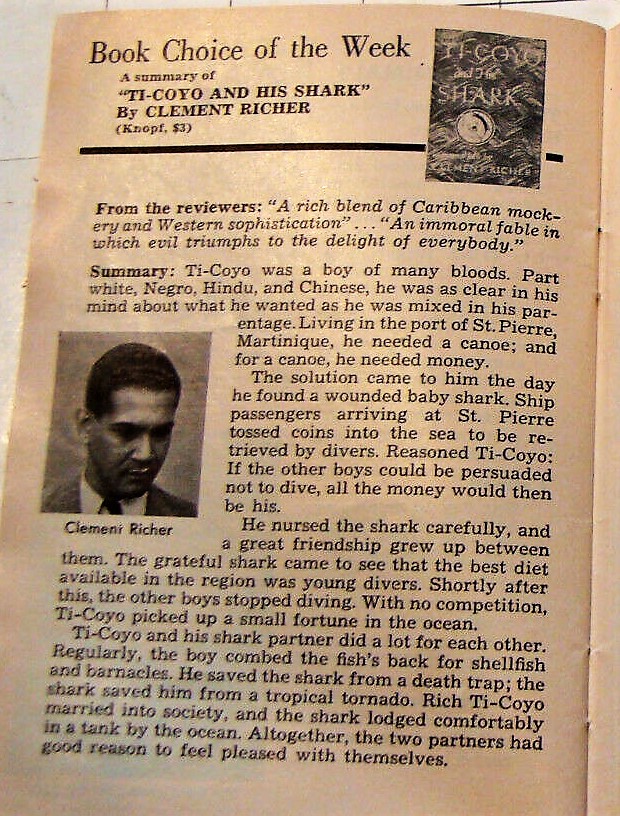 Book Choice of the Week
A summary of
"TI-COYO AND HIS SHARK"
By CLEMENT RICHER
(Knopf, $3)
TI-COYO
and His
SHARK
CLEMENT RICHER
From the reviewers: "A rich blend of Caribbean mock-
ery and Western sophistication" ... "An immoral fable in
which evil triumphs to the delight of everybody."
Summary: Ti-Coyo was a boy of many bloods. Part
white, Negro, Hindu, and Chinese, he was as clear in his
mind about what he wanted as he was mixed in his par-
entage. Living in the port of St. Pierre,
Martinique, he needed a canoe; and
for a canoe, he needed money.
The solution came to him the day
he found a wounded baby shark. Ship
passengers arriving at St. Pierre
tossed coins into the sea to be re-
trieved by divers. Reasoned Ti-Coyo:
If the other boys could be persuaded
not to dive, all the money would then
be his.
Clement Richer
He nursed the shark carefully, and
a great friendship grew up between
them. The grateful shark came to see that the best diet
available in the region was young divers. Shortly after
this, the other boys stopped diving. With no competition,
Ti-Coyo picked up a small fortune in the ocean.
Ti-Coyo and his shark partner did a lot for each other.
Regularly, the boy combed the fish's back for shellfish
and barnacles. He saved the shark from a death trap; the
shark saved him from a tropical tornado. Rich Ti-Coyo
married into society, and the shark lodged comfortably
in a tank by the ocean. Altogether, the two partners had
good reason to feel pleased with themselves.